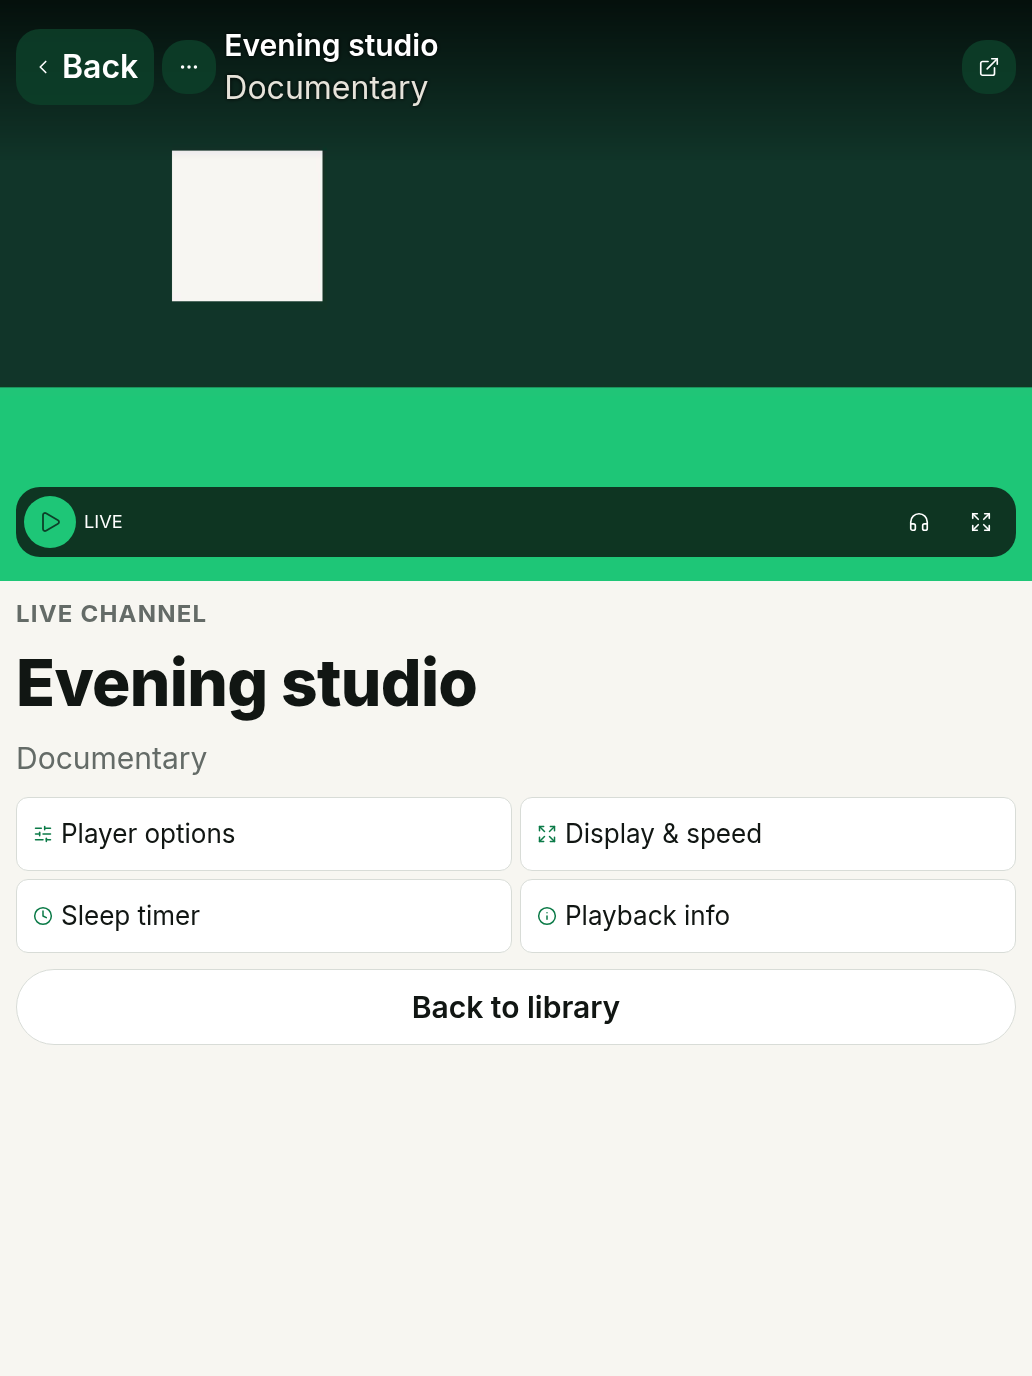 Back
Evening studio
Documentary
LIVE
LIVE CHANNEL
Evening studio
Documentary
Player options
Display & speed
Sleep timer
Playback info
Back to library